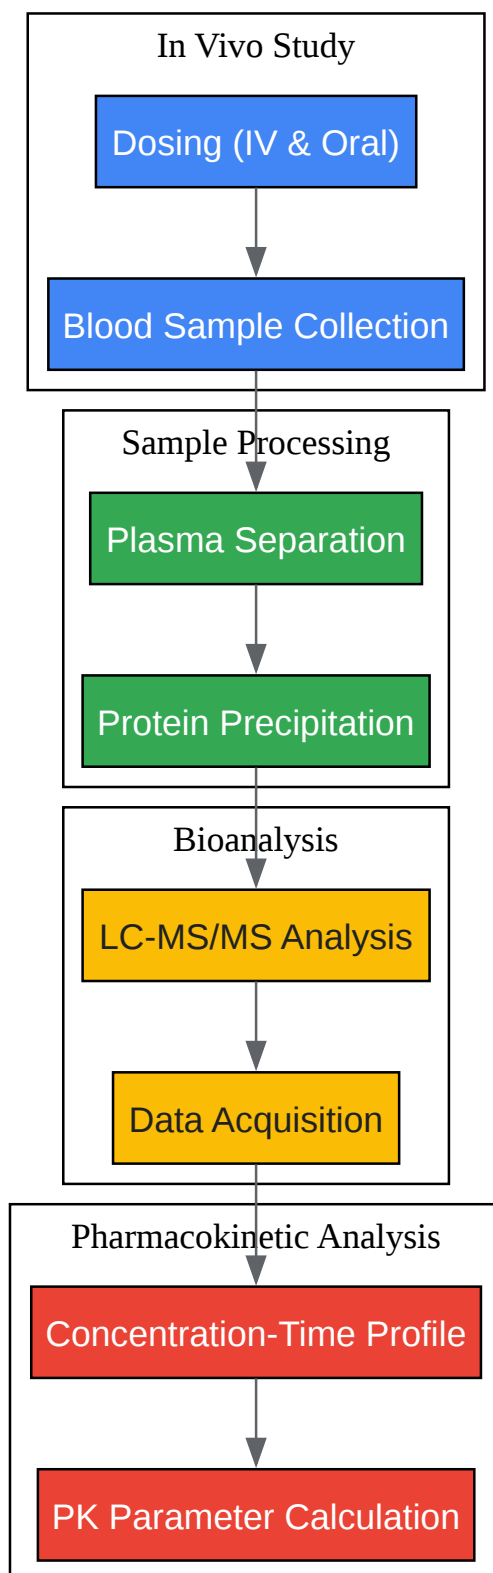 In Vivo Study
Dosing (IV & Oral)
Blood Sample Collection
Sample Processing
Plasma Separation
Protein Precipitation
Bioanalysis
LC-MS/MS Analysis
Data Acquisition
Pharmacokinetic Analysis
Concentration-Time Profile
PK Parameter Calculation